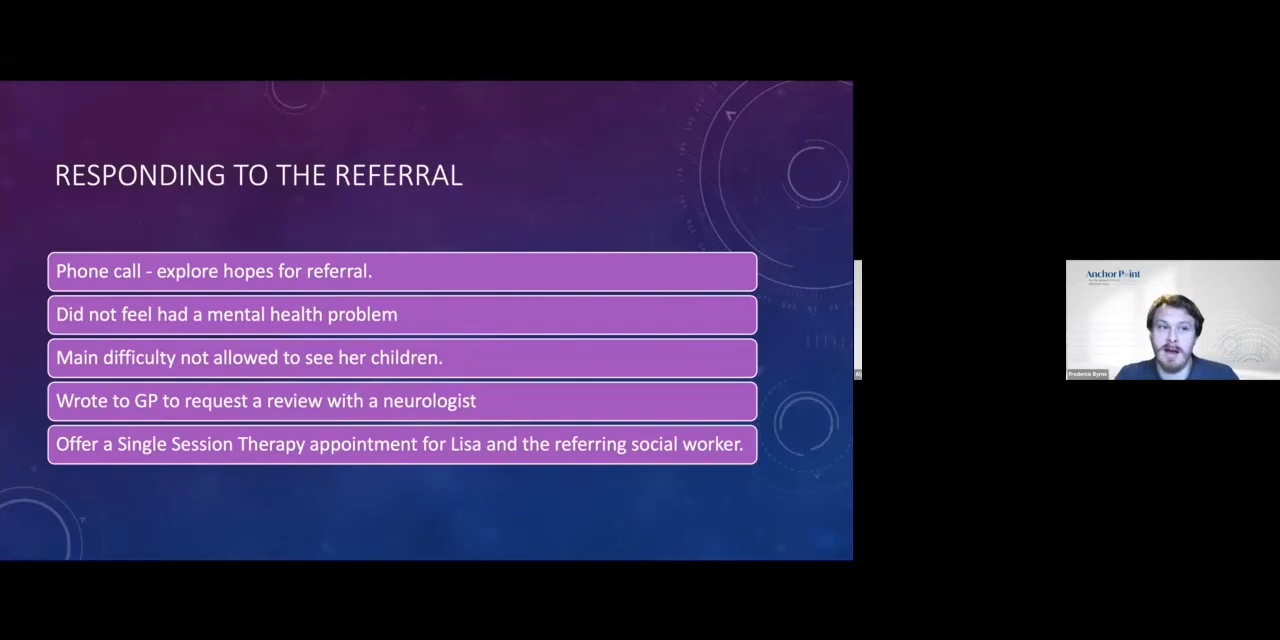 RESPONDING TO THE REFERRAL
Phone call - explore hopes for referral.
Did not feel had a mental health problem
Main difficulty not allowed to see her children.
Wrote to GP to request a review with a neurologist
Offer a Single Session Therapy appointment for Lisa and the referring social worker.
Anchor Point
Frederick Byrne